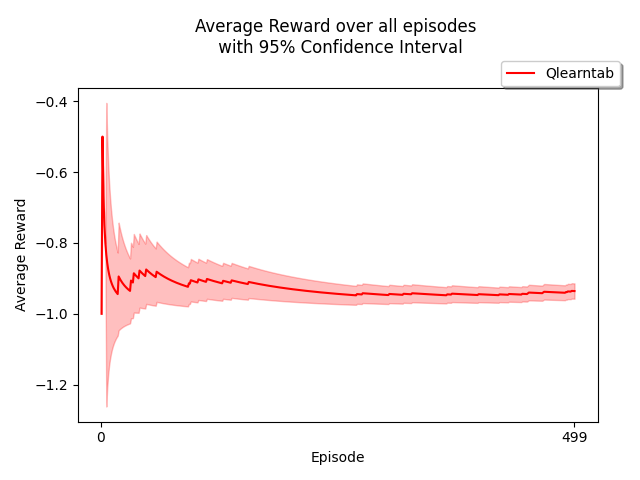 Average Reward over all episodes
with 95% Confidence Interval
Qlearntab
−0.4
−0.6
−0.8
−1.0
−1.2
Average Reward
0
499
Episode